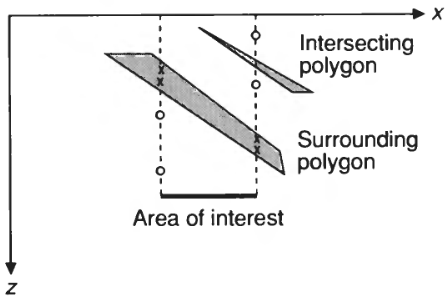 x
Intersecting
polygon
Surrounding
polygon
Area of interest
z